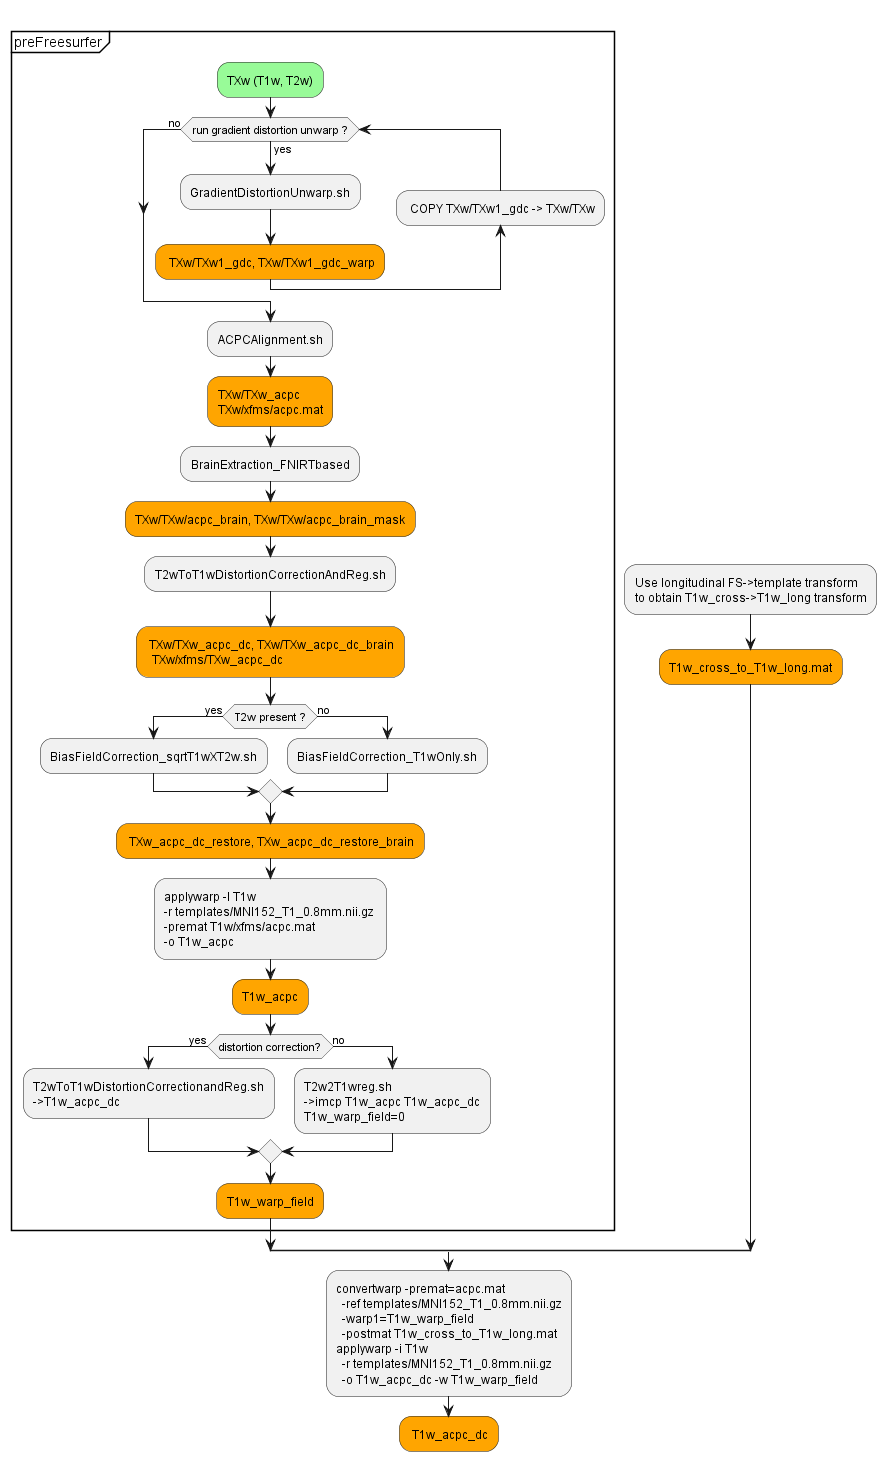 preFreesurfer
TXw (T1w, T2w)
no
run gradient distortion unwarp ?
yes
GradientDistortionUnwarp.sh
COPY TXw/TXw1_gdc -> TXw/TXw
TXw/TXw1_gdc, TXw/TXw1_gdc_warp
ACPCAlignment.sh
TXw/TXw_acpc
TXw/xfms/acpc.mat
BrainExtraction_FNIRTbased
TXw/TXw/acpc_brain, TXw/TXw/acpc_brain_mask
T2wToT1wDistortionCorrectionAndReg.sh
TXw/TXw_acpc_dc, TXw/TXw_acpc_dc_brain
TXw/xfms/TXw_acpc_dc
yes
T2w present ?
no
BiasFieldCorrection_sqrtT1wXT2w.sh
BiasFieldCorrection_T1wOnly.sh
TXw_acpc_dc_restore, TXw_acpc_dc_restore_brain
applywarp -I T1w
-r templates/MNI152_T1_0.8mm.nii.gz
-premat T1w/xfms/acpc.mat
-o T1w_acpc
T1w_acpc
yes
distortion correction?
no
T2wToT1wDistortionCorrectionandReg.sh
->T1w_acpc_dc
T2w2T1wreg.sh
->imcp T1w_acpc T1w_acpc_dc
T1w_warp_field=0
T1w_warp_field
Use longitudinal FS->template transform
to obtain T1w_cross->T1w_long transform
T1w_cross_to_T1w_long.mat
convertwarp -premat=acpc.mat
-ref templates/MNI152_T1_0.8mm.nii.gz
-warp1=T1w_warp_field
-postmat T1w_cross_to_T1w_long.mat
applywarp -i T1w
-r templates/MNI152_T1_0.8mm.nii.gz
-o T1w_acpc_dc -w T1w_warp_field
T1w_acpc_dc